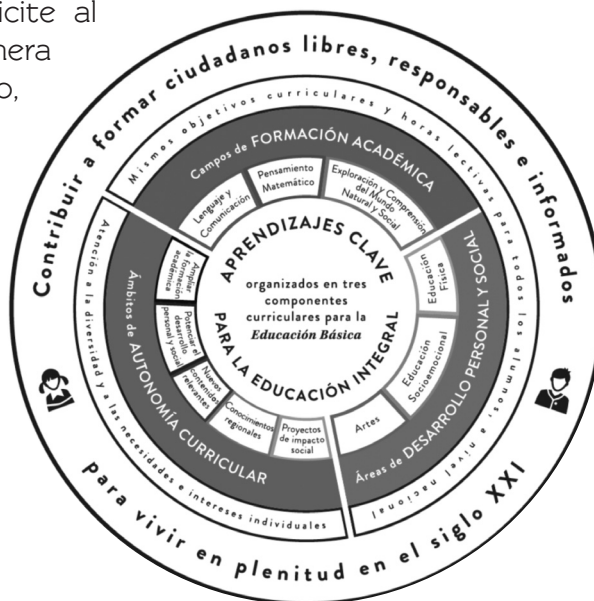 icite al
nera
o,
Contribuir a formar ciudadanos libres, responsables e informados
para vivir en plenitud en el siglo XXI
Mismos objetivos curriculares y horas lectivas para todos los alumnos, a nivel nacional
Atención a la diversidad y a las necesidades e intereses individuales
Campos de FORMACIÓN ACADÉMICA
Lenguaje y
Comunicación
Pensamiento
Matemático
Exploración y Comprensión
del Mundo
Natural y Social
Áreas de DESARROLLO PERSONAL Y SOCIAL
Educación
Física
Educación
Socioemocional
Artes
Ámbitos de AUTONOMÍA CURRICULAR
Ampliar
la formación
académica
Potenciar el
desarrollo
personal y social
Nuevos
contenidos
relevantes
Conocimientos
regionales
Proyectos
de impacto
social
APRENDIZAJES CLAVE
organizados en tres
componentes
curriculares para la
Educación Básica
PARA LA EDUCACIÓN INTEGRAL